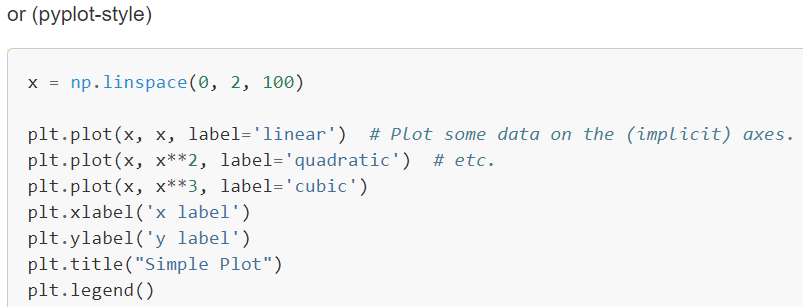 or (pyplot-style)
x = np.linspace(0, 2, 100)
plt.plot(x, x, label='linear')  # Plot some data on the (implicit) axes.
plt.plot(x, x**2, label='quadratic')  # etc.
plt.plot(x, x**3, label='cubic')
plt.xlabel('x label')
plt.ylabel('y label')
plt.title("Simple Plot")
plt.legend()